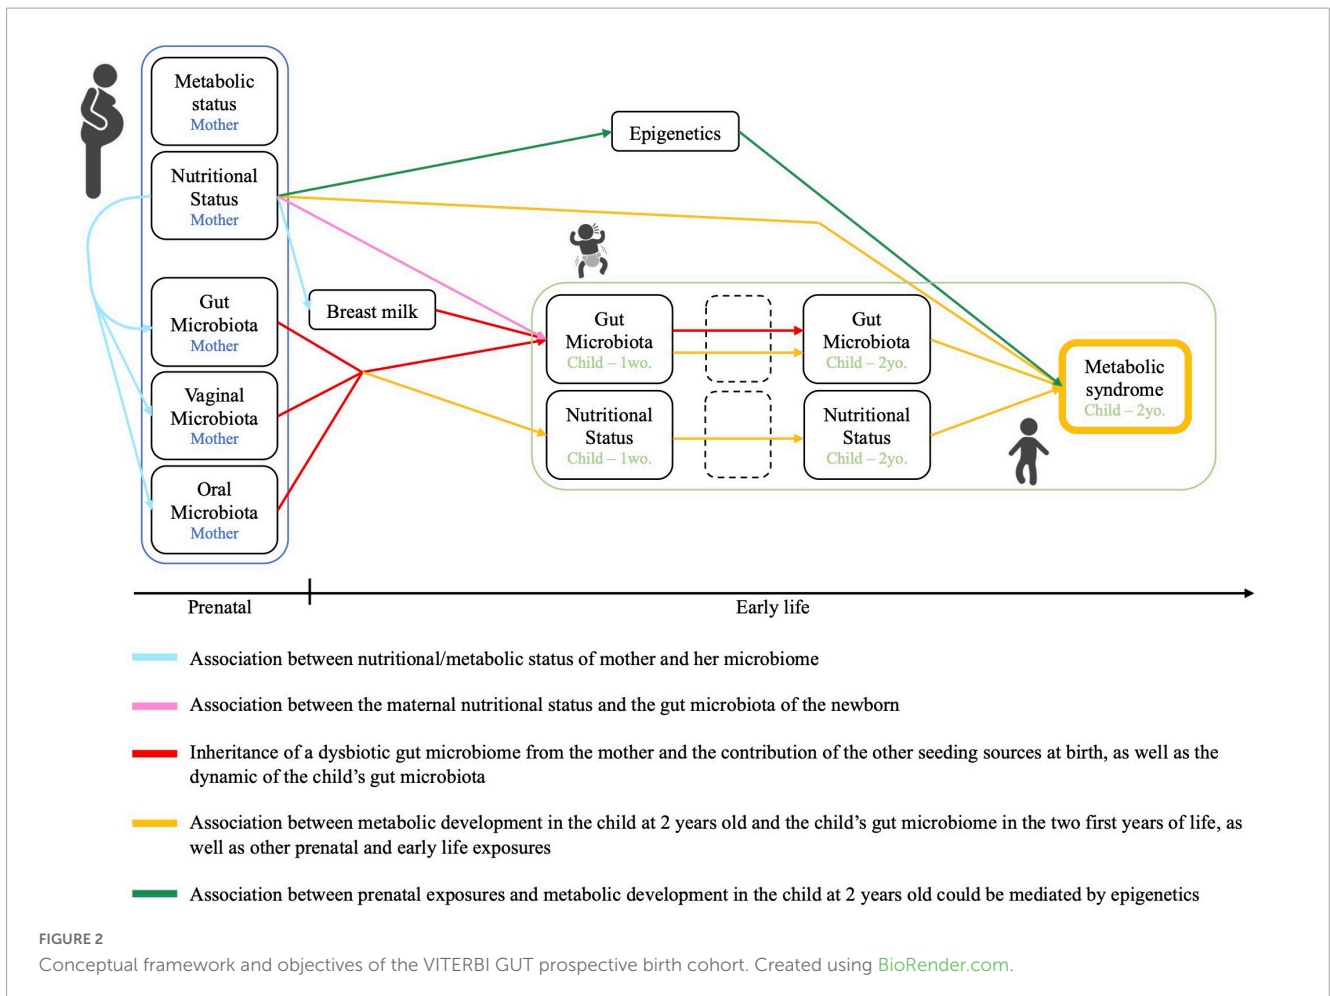 Metabolic
status
Mother
Nutritional
Status
Mother
Epigenetics
Gut
Microbiota
Mother
Breast milk
Gut
Microbiota
Child – 1wo.
Gut
Microbiota
Child – 2yo.
Metabolic
syndrome
Child – 2yo.
Vaginal
Microbiota
Mother
Nutritional
Status
Child – 1wo.
Nutritional
Status
Child – 2yo.
Oral
Microbiota
Mother
Prenatal
Early life
Association between nutritional/metabolic status of mother and her microbiome
Association between the maternal nutritional status and the gut microbiota of the newborn
Inheritance of a dysbiotic gut microbiome from the mother and the contribution of the other seeding sources at birth, as well as the
dynamic of the child's gut microbiota
Association between metabolic development in the child at 2 years old and the child's gut microbiome in the two first years of life, as
well as other prenatal and early life exposures
Association between prenatal exposures and metabolic development in the child at 2 years old could be mediated by epigenetics
FIGURE 2
Conceptual framework and objectives of the VITERBI GUT prospective birth cohort. Created using BioRender.com.